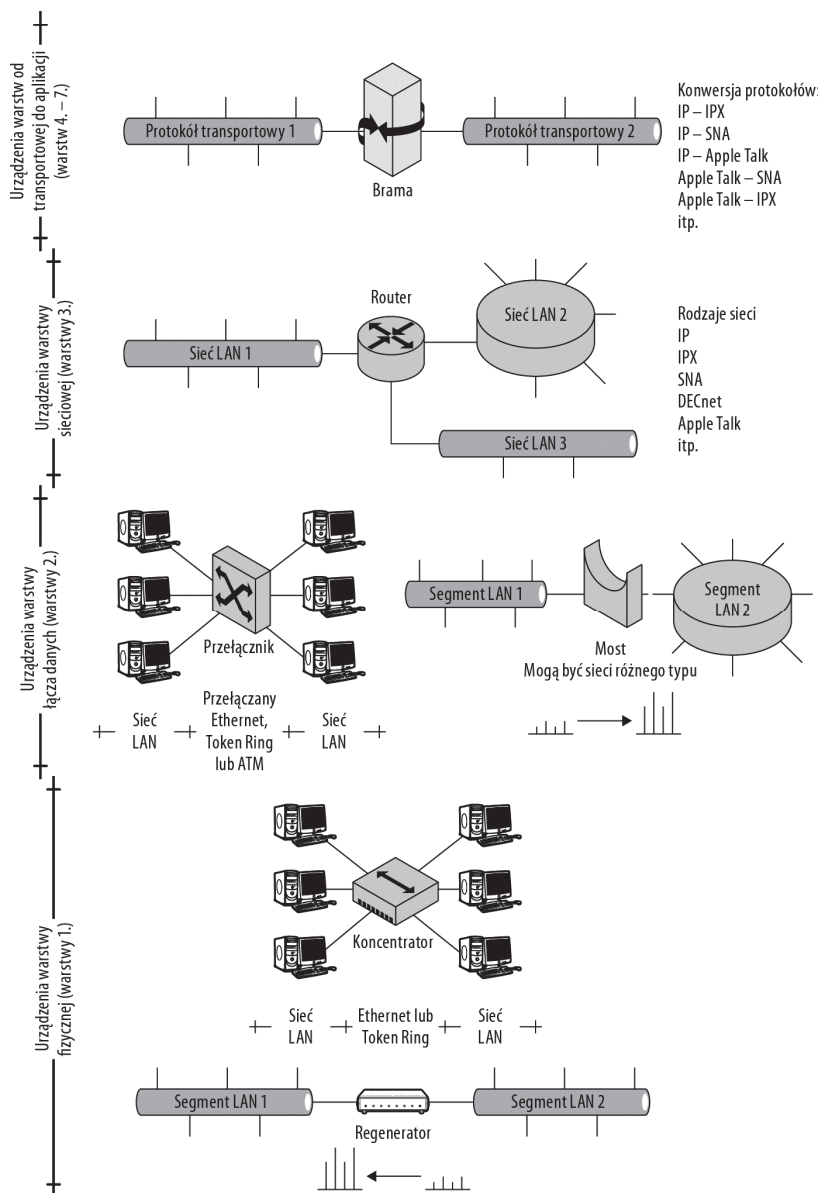 Urządzenia warstw od
transportowej do aplikacji
(warstw 4. – 7.)
Protokół transportowy 1
Brama
Protokół transportowy 2
Konwersja protokołów:
IP – IPX
IP – SNA
IP – Apple Talk
Apple Talk – SNA
Apple Talk – IPX
itp.
Urządzenia warstwy
sieciowej (warstwy 3.)
Sieć LAN 1
Router
Sieć LAN 2
Sieć LAN 3
Rodzaje sieci
IP
IPX
SNA
DECnet
Apple Talk
itp.
Urządzenia warstwy
łącza danych (warstwy 2.)
Przełącznik
Sieć
LAN
Przełączany
Ethernet,
Token Ring
lub ATM
Sieć
LAN
Segment LAN 1
Segment
LAN 2
Most
Mogą być sieci różnego typu
Urządzenia warstwy
fizycznej (warstwy 1.)
Koncentrator
Sieć
LAN
Ethernet lub
Token Ring
Sieć
LAN
Segment LAN 1
Regenerator
Segment LAN 2